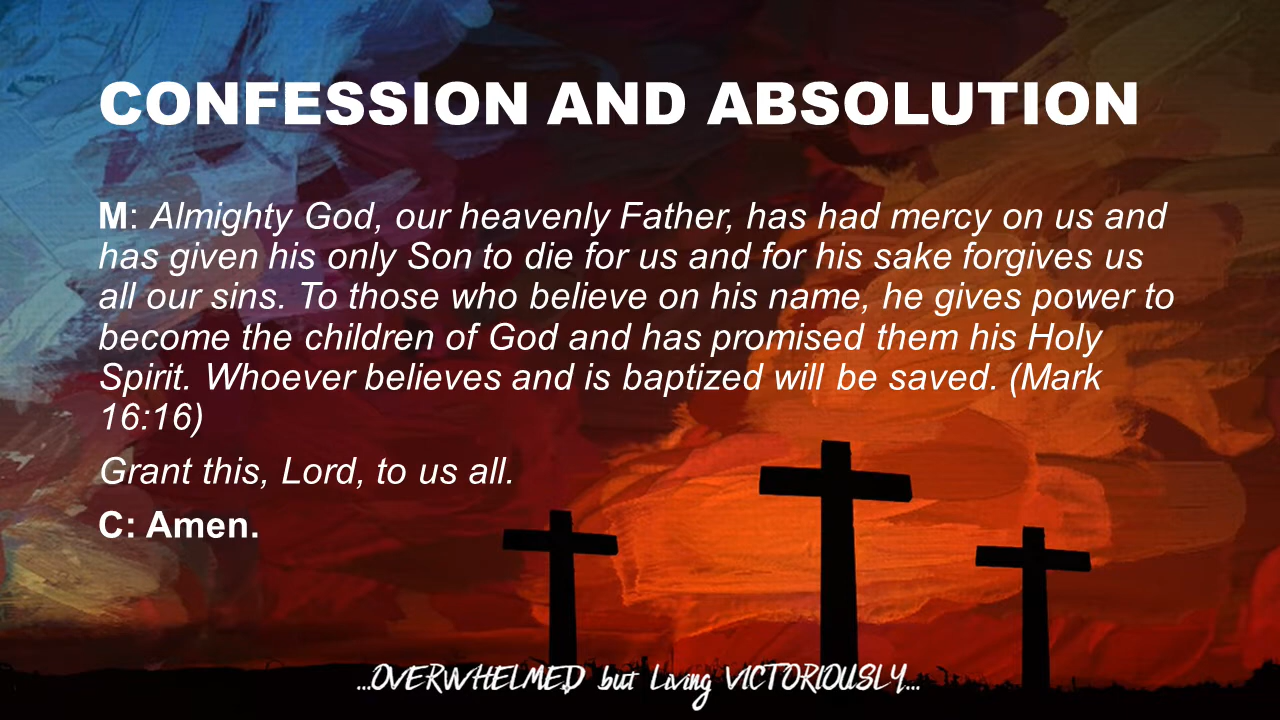 CONFESSION AND ABSOLUTION
M: Almighty God, our heavenly Father, has had mercy on us and
has given his only Son to die for us and for his sake forgives us
all our sins. To those who believe on his name, he gives power to
become the children of God and has promised them his Holy
Spirit. Whoever believes and is baptized will be saved. (Mark
16:16)
Grant this, Lord, to us all.
C: Amen.
...OVERWHELMED but Living VICTORIOUSLY...